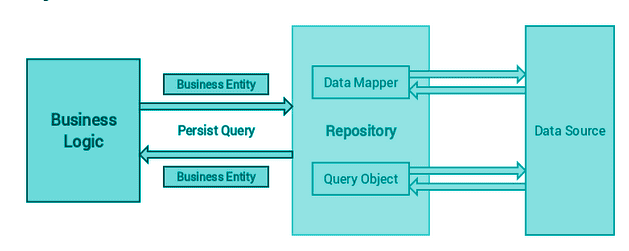 Business
Logic
Business Entity
Persist Query
Business Entity
Data Mapper
Repository
Query Object
Data Source